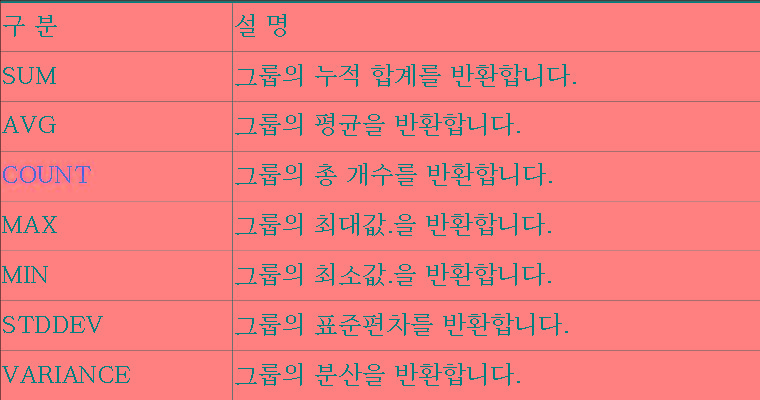 구 분 설 명
SUM 그룹의 누적 합계를 반환합니다.
AVG 그룹의 평균을 반환합니다.
COUNT 그룹의 총 개수를 반환합니다.
MAX 그룹의 최대값.을 반환합니다.
MIN 그룹의 최소값.을 반환합니다.
STDDEV 그룹의 표준편차를 반환합니다.
VARIANCE 그룹의 분산을 반환합니다.